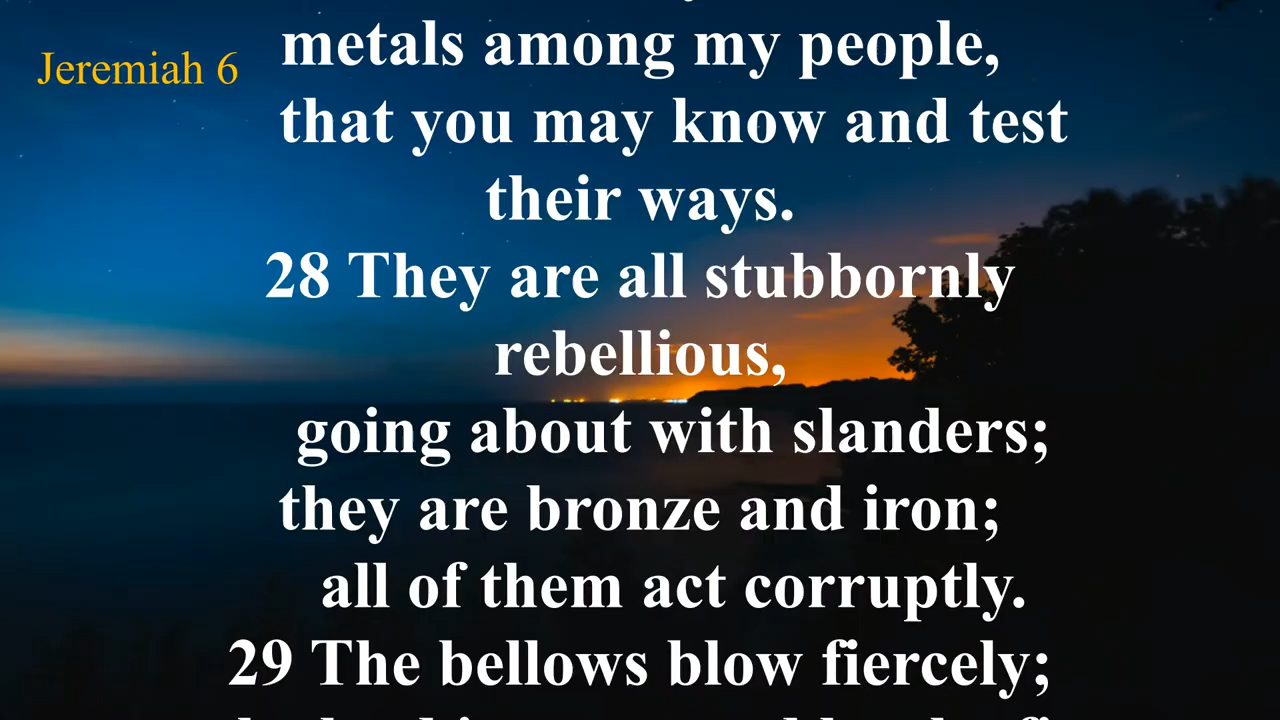 Jeremiah 6
metals among my people,
that you may know and test
their ways.
28 They are all stubbornly
rebellious,
going about with slanders;
they are bronze and iron;
all of them act corruptly.
29 The bellows blow fiercely;